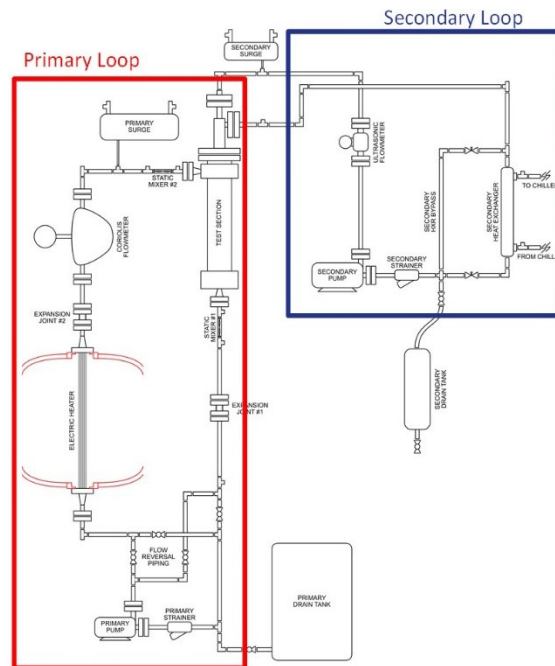 Secondary Loop
Primary Loop
SECONDARY
SURGE
PRIMARY
SURGE
STATIC
MIXER #2
CORIOLIS
FLOWMETER
TEST SECTION
ULTRASONIC
FLOWMETER
SECONDARY
HXR BYPASS
SECONDARY
HEAT EXCHANGER
TO CHILLE
FROM CHILL
SECONDARY
STRAINER
SECONDARY
PUMP
EXPANSION
JOINT #2
STATIC
MIXER #1
SECONDARY
DRAIN TANK
ELECTRIC HEATER
EXPANSION
JOINT #1
FLOW
REVERSAL
PIPING
PRIMARY
STRAINER
PRIMARY
PUMP
PRIMARY
DRAIN TANK